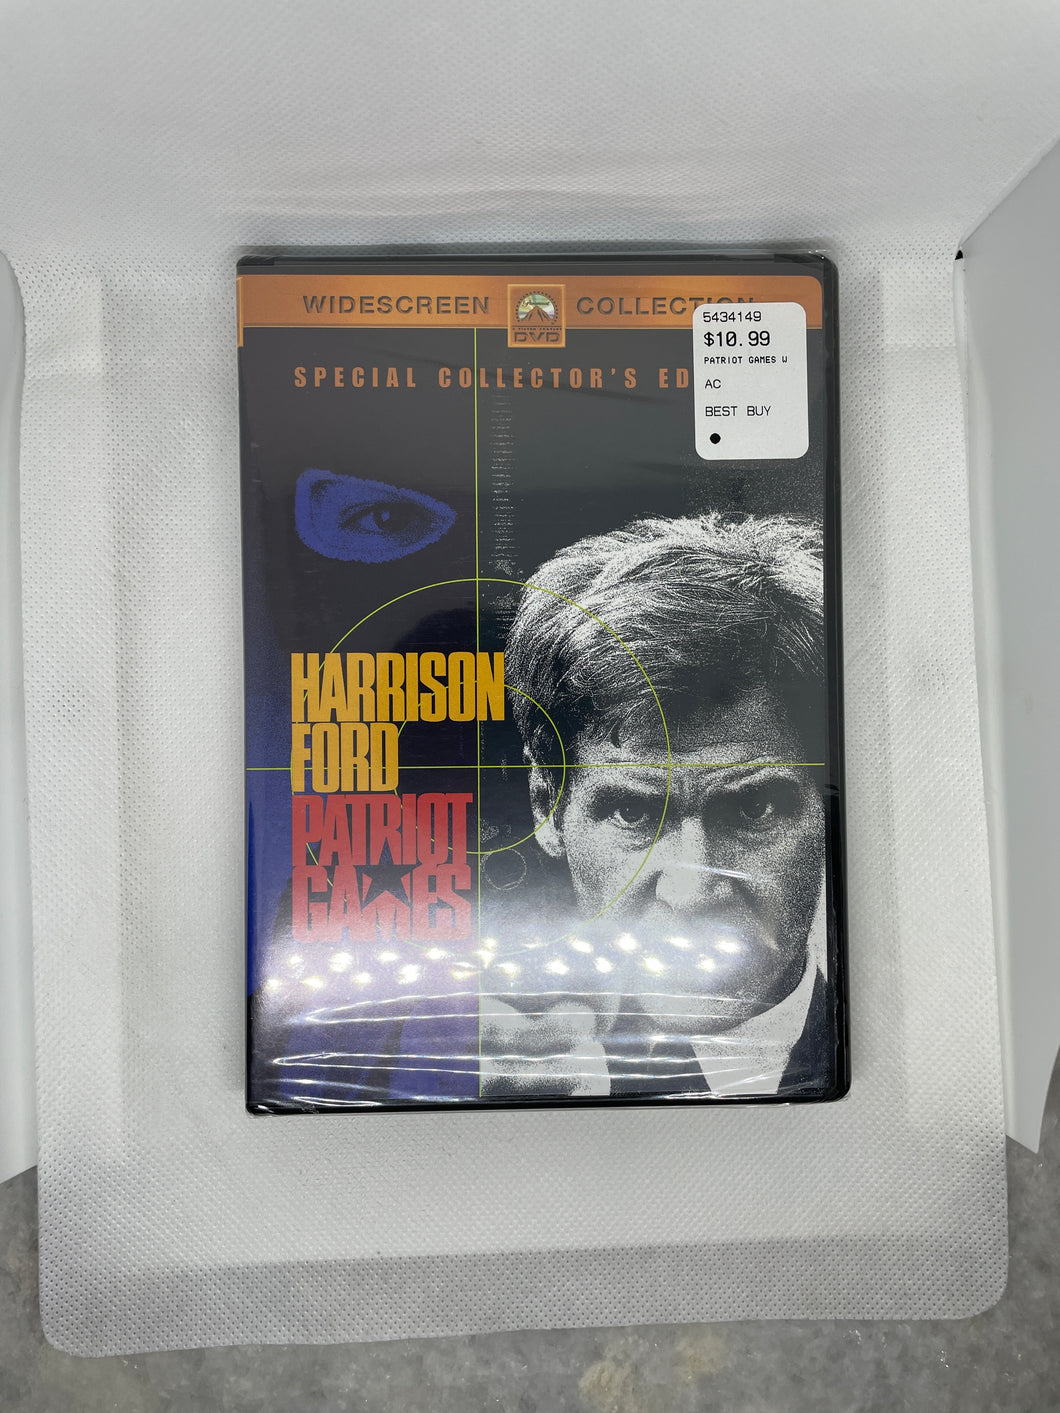 WIDESCREEN
DVD
COLLECTION
5434149
$10.99
PATRIOT GAMES W
AC
BEST BUY
SPECIAL COLLECTOR'S ED
HARRISON
FORD
PATRIOT
GAMES